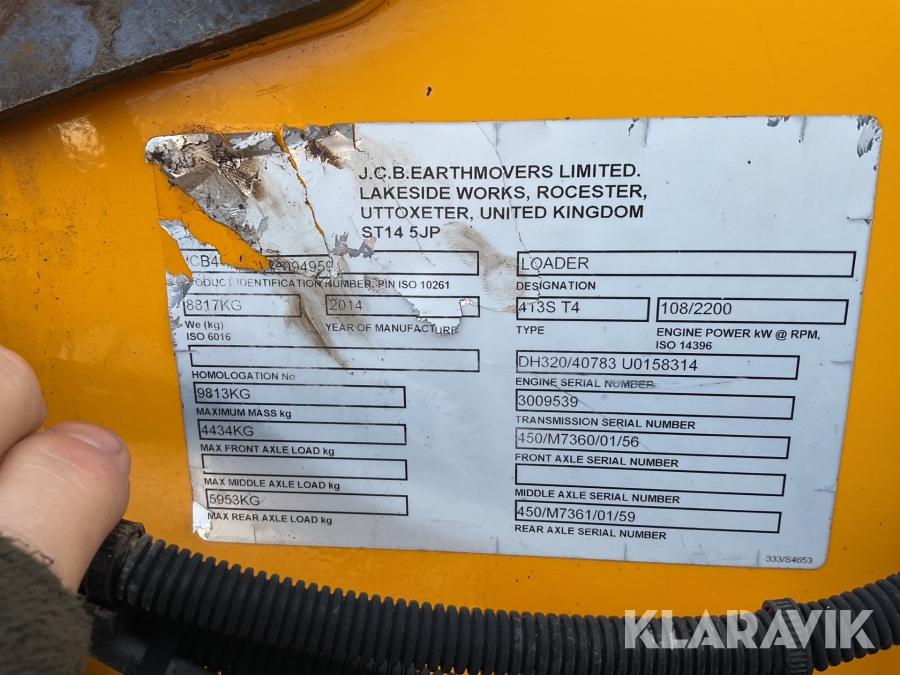 J.C.B.EARTHMOVERS LIMITED.
LAKESIDE WORKS, ROCESTER,
UTTOXETER, UNITED KINGDOM
ST14 5JP
PRODUCT IDENTIFICATION NUMBER, PIN ISO 10261
8817KG
2014
We (kg)
ISO 6016
YEAR OF MANUFACTURE
HOMOLOGATION No
9813KG
MAXIMUM MASS kg
4434KG
MAX FRONT AXLE LOAD kg
MAX MIDDLE AXLE LOAD kg
5953KG
MAX REAR AXLE LOAD kg
LOADER
DESIGNATION
413S T4
108/2200
TYPE
ENGINE POWER kW @ RPM,
ISO 14396
DH320/40783 U0158314
ENGINE SERIAL NUMBER
3009539
TRANSMISSION SERIAL NUMBER
450/M7360/01/56
FRONT AXLE SERIAL NUMBER
MIDDLE AXLE SERIAL NUMBER
450/M7361/01/59
REAR AXLE SERIAL NUMBER
333/S4653
KLARAVIK